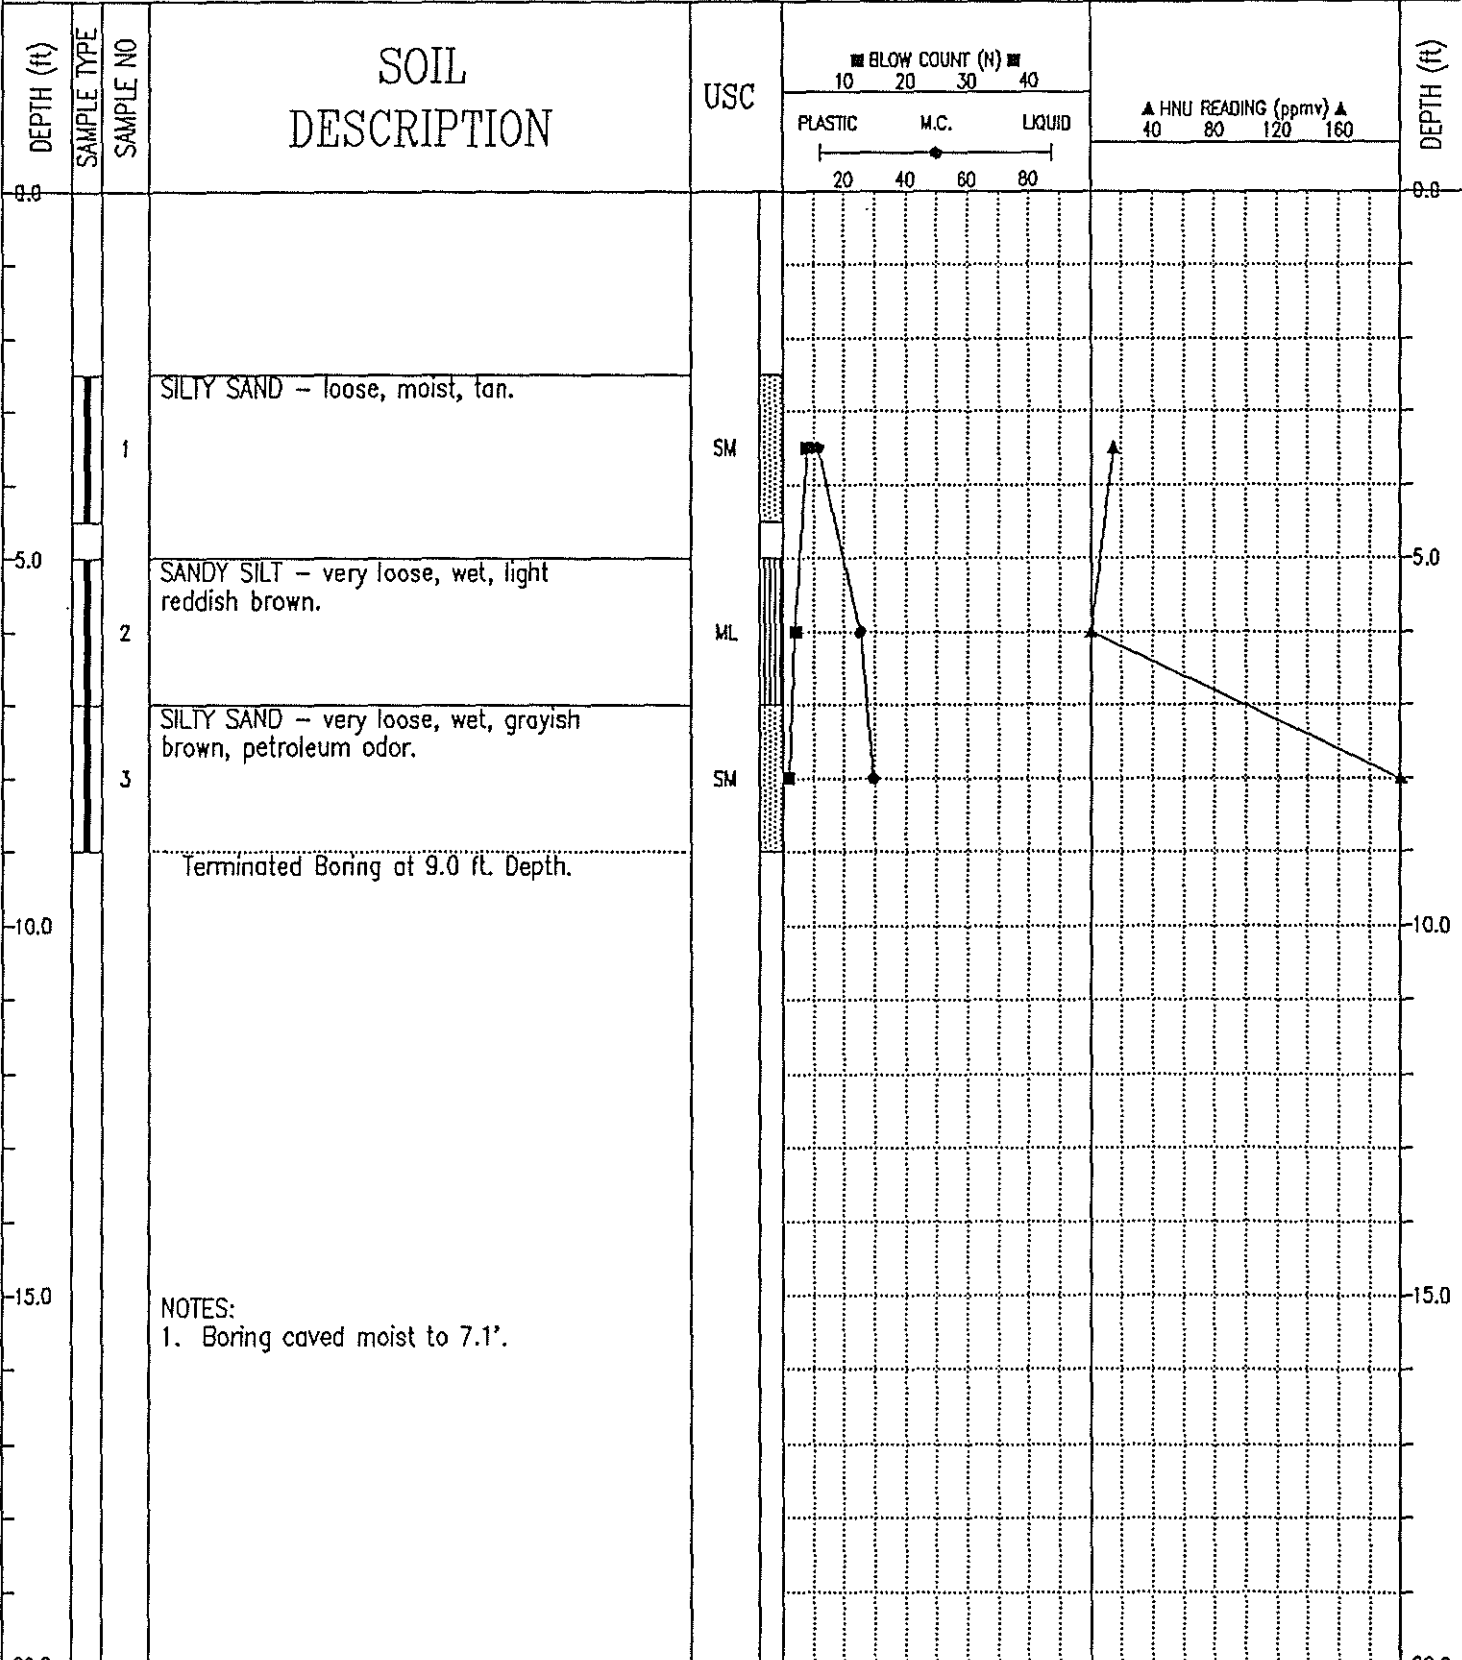 DEPTH (ft)
SAMPLE TYPE
SAMPLE NO
SOIL
DESCRIPTION
USC
BLOW COUNT (N)
10 20 30 40
PLASTIC M.C. LIQUID
20 40 60 80
HNU READING (ppmv)
40 80 120 160
DEPTH (ft)
0.0 0.0
SILTY SAND – loose, moist, tan.
1 SM
5.0 5.0
SANDY SILT – very loose, wet, light
reddish brown.
2 ML
SILTY SAND – very loose, wet, grayish
brown, petroleum odor.
3 SM
Terminated Boring at 9.0 ft. Depth.
10.0 10.0
15.0 15.0
NOTES:
1. Boring caved moist to 7.1'.